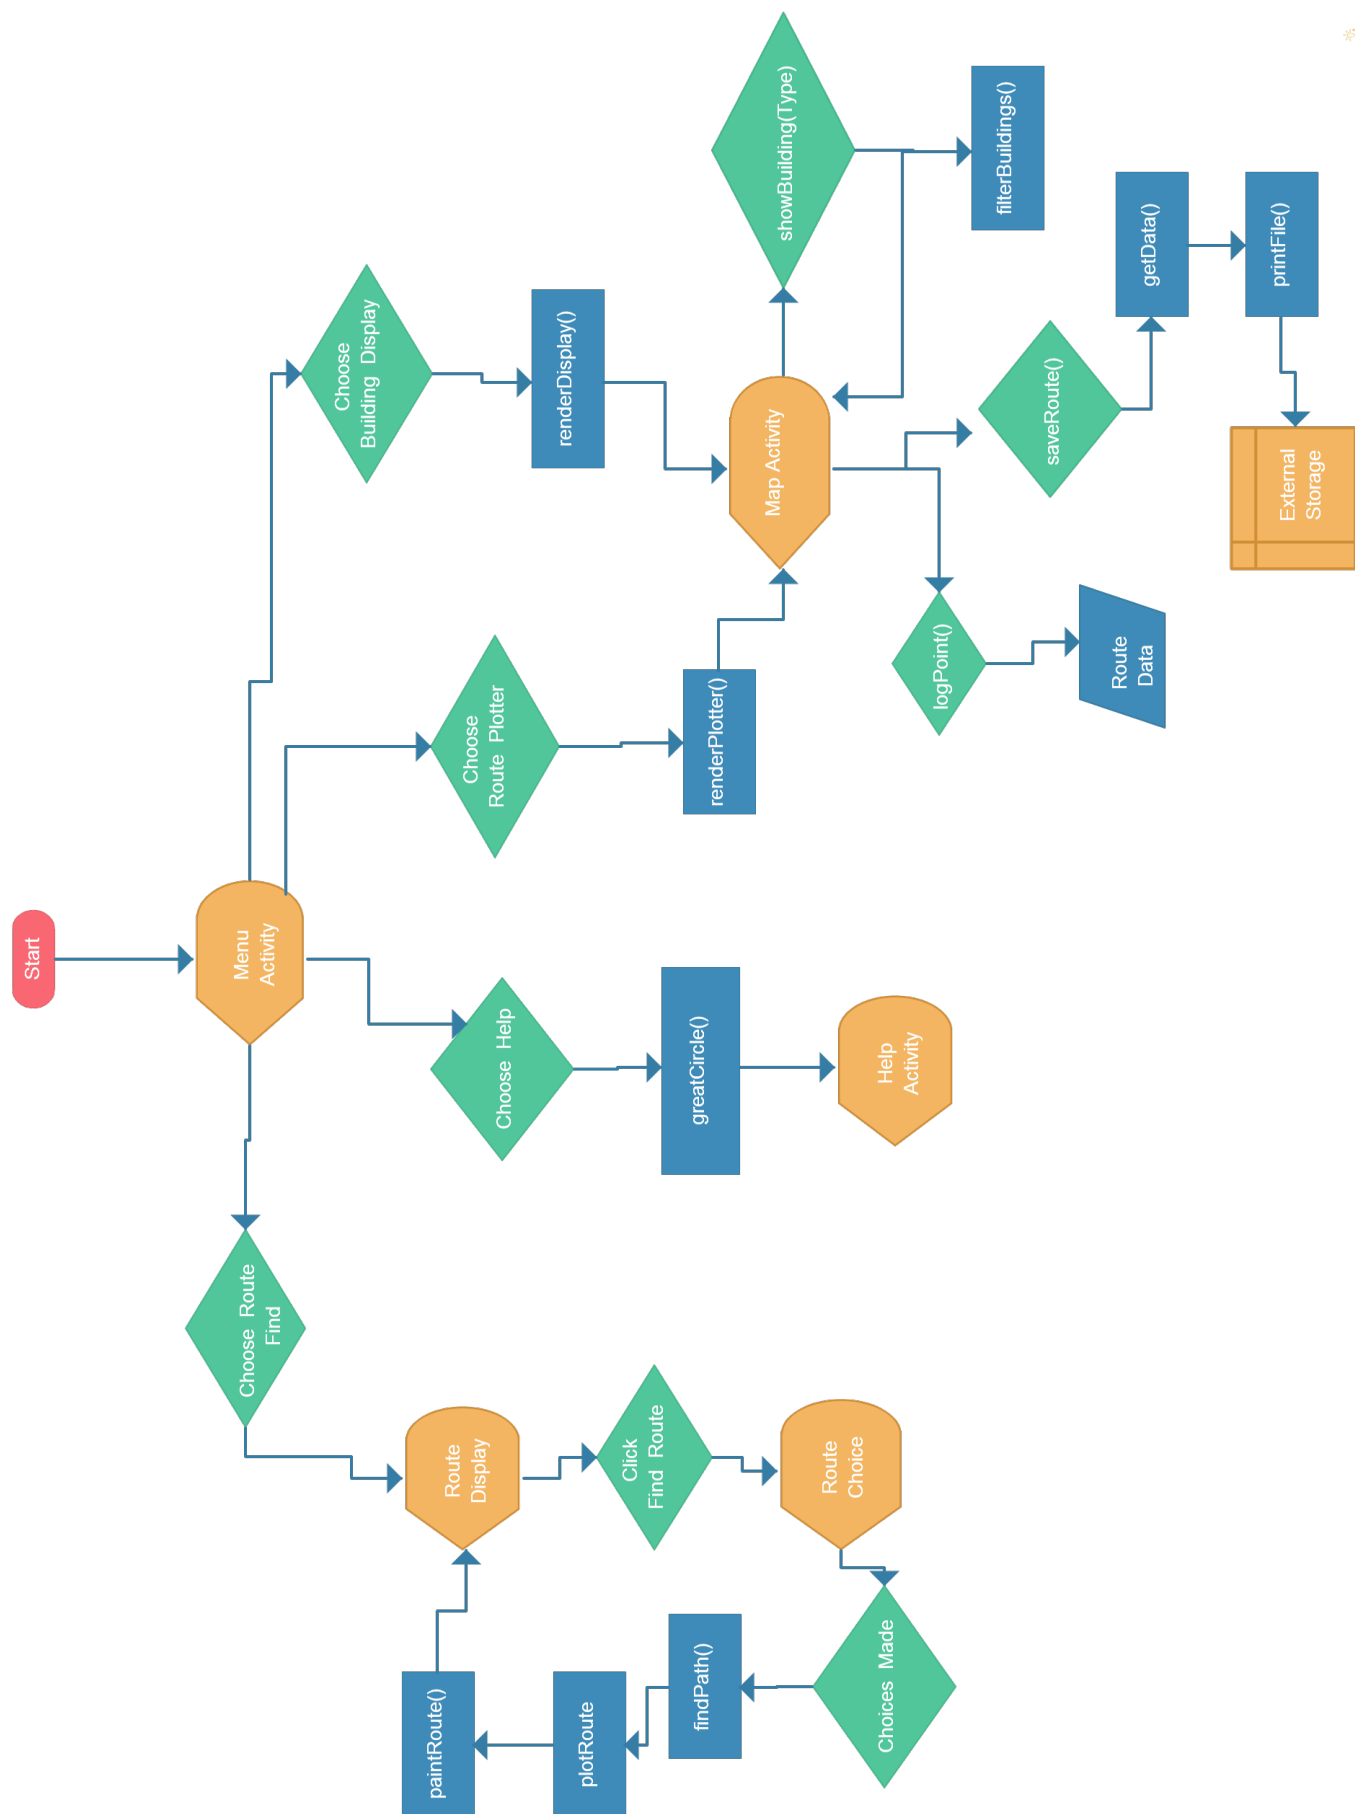 Start
Menu
Activity
Choose Route
Find
Choose Help
Choose
Route Plotter
Choose
Building Display
Route
Display
Click
Find Route
Route
Choice
Choices Made
findPath()
plotRoute
paintRoute()
greatCircle()
Help
Activity
renderPlotter()
renderDisplay()
Map Activity
showBuilding(Type)
filterBuildings()
logPoint()
Route
Data
saveRoute()
getData()
printFile()
External
Storage